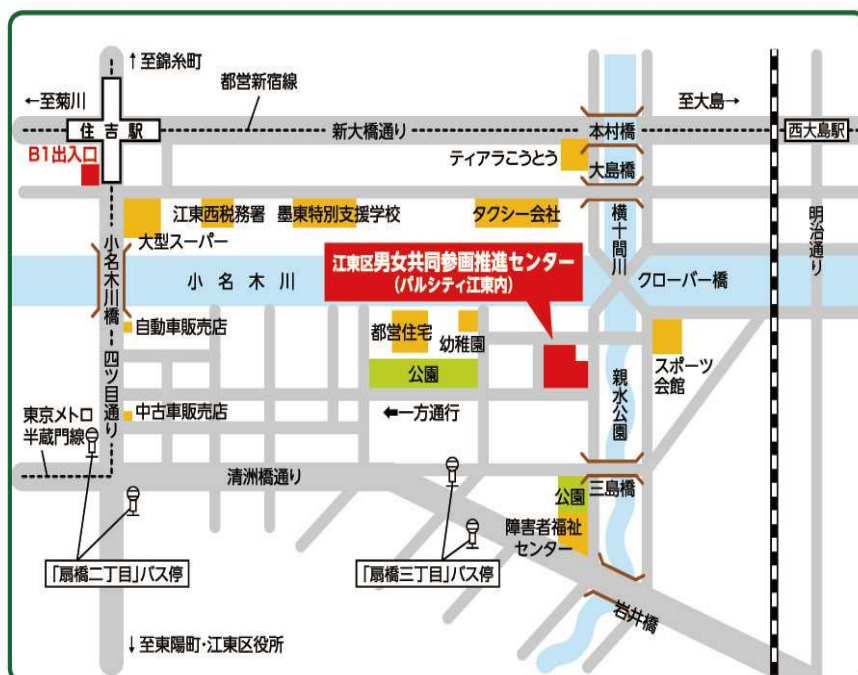 ↑至錦糸町
都営新宿線
←至菊川
至大島→
住吉駅
新大橋通り
本村橋
西大島駅
B1出入口
ティアラこうとう
大島橋
江東西税務署
墨東特別支援学校
タクシー会社
大型スーパー
横十間川
明治通り
小名木川橋
小名木川
江東区男女共同参画推進センター
(パルシティ江東内)
クローバー橋
自動車販売店
都営住宅
幼稚園
スポーツ
会館
四ツ目通り
公園
親水公園
中古車販売店
←一方通行
東京メトロ
半蔵門線
清洲橋通り
三島橋
公園
障害者福祉
センター
「扇橋二丁目」バス停
「扇橋三丁目」バス停
岩井橋
↓至東陽町・江東区役所